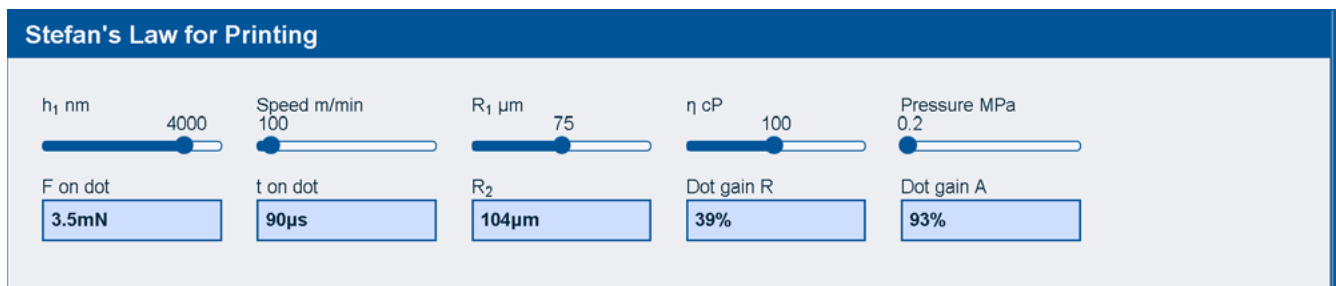 Stefan's Law for Printing
h₁ nm Speed m/min R₁ μm η cP Pressure MPa
4000 100 75 100 0.2
F on dot t on dot R₂ Dot gain R Dot gain A
3.5mN 90μs 104μm 39% 93%